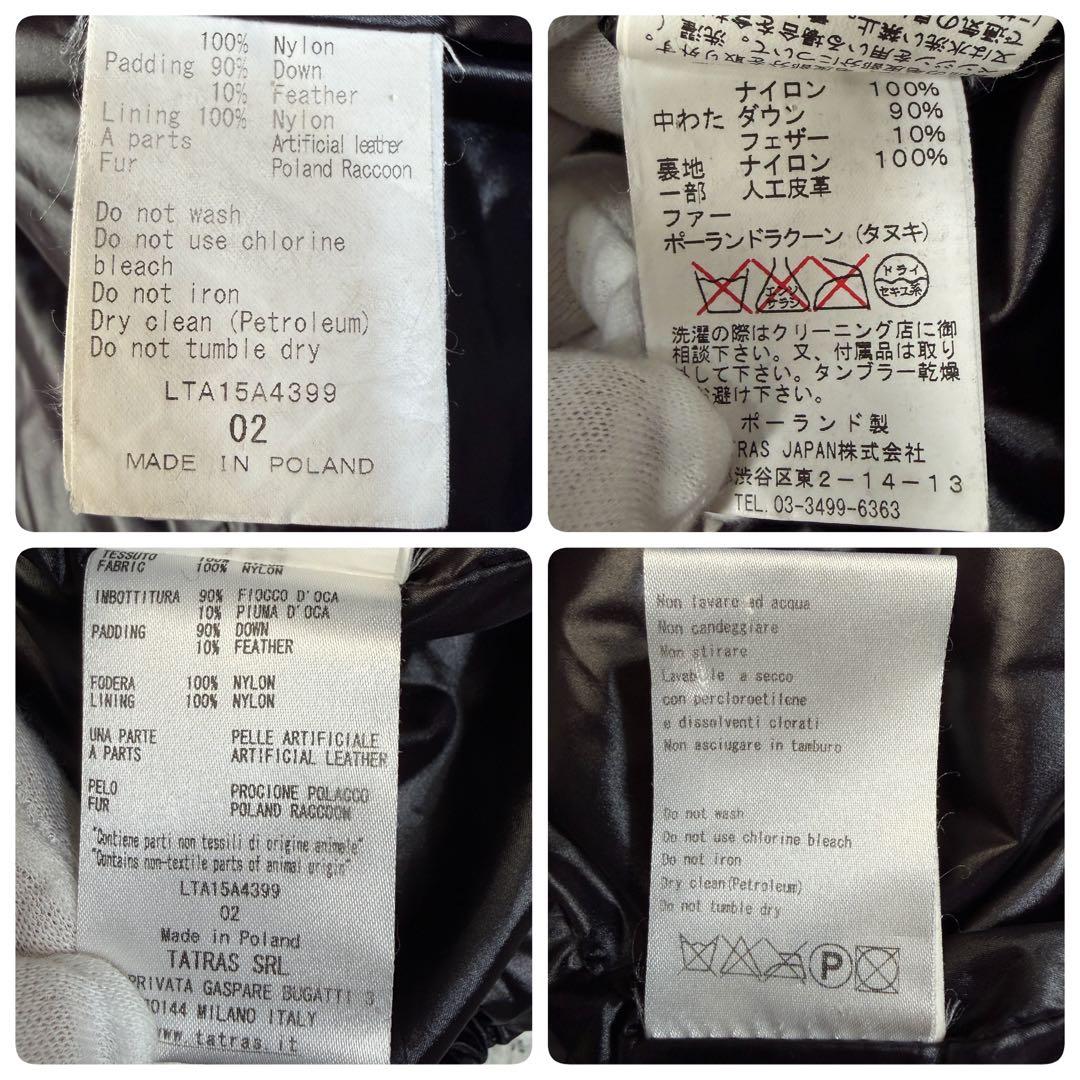 100% Nylon
Padding 90% Down
10% Feather
Lining 100% Nylon
A parts Artificial leather
Fur Poland Raccoon
Do not wash
Do not use chlorine
bleach
Do not iron
Dry clean (Petroleum)
Do not tumble dry
LTA15A4399
02
MADE IN POLAND
ナイロン 100%
中わた ダウン 90%
フェザー 10%
裏地 ナイロン 100%
一部 人工皮革
ファー
ポーランドラクーン (タヌキ)
エンソ
サラシ
ドライ
セキユ系
洗濯の際はクリーニング店に御
相談下さい。又、付属品は取り
して下さい。タンブラー乾燥
避け下さい。
ポーランド製
RAS JAPAN株式会社
渋谷区東2-14-13
TEL. 03-3499-6363
TESSUTO 100% NYLON
FABRIC 100% NYLON
IMBOTTITURA 90% FIOCCO D'OCA
10% PIUMA D'OCA
PADDING 90% DOWN
10% FEATHER
FODERA 100% NYLON
LINING 100% NYLON
UNA PARTE PELLE ARTIFICIALE
A PARTS ARTIFICIAL LEATHER
PELO PROCIONE POLACCO
FUR POLAND RACCOON
"Contiene parti non tessili di origine animale"
"Contains non-textile parts of animal origin"
LTA15A4399
02
Made in Poland
TATRAS SRL
PRIVATA GASPARE BUGATTI 3
20144 MILANO ITALY
www.tatras.it
Non lavare ad acqua
Non candeggiare
Non stirare
Lavabile a secco
con percloroetilene
e dissolventi clorati
Non asciugare in tamburo
Do not wash
Do not use chlorine bleach
Do not iron
Dry clean(Petroleum)
Do not tumble dry
P